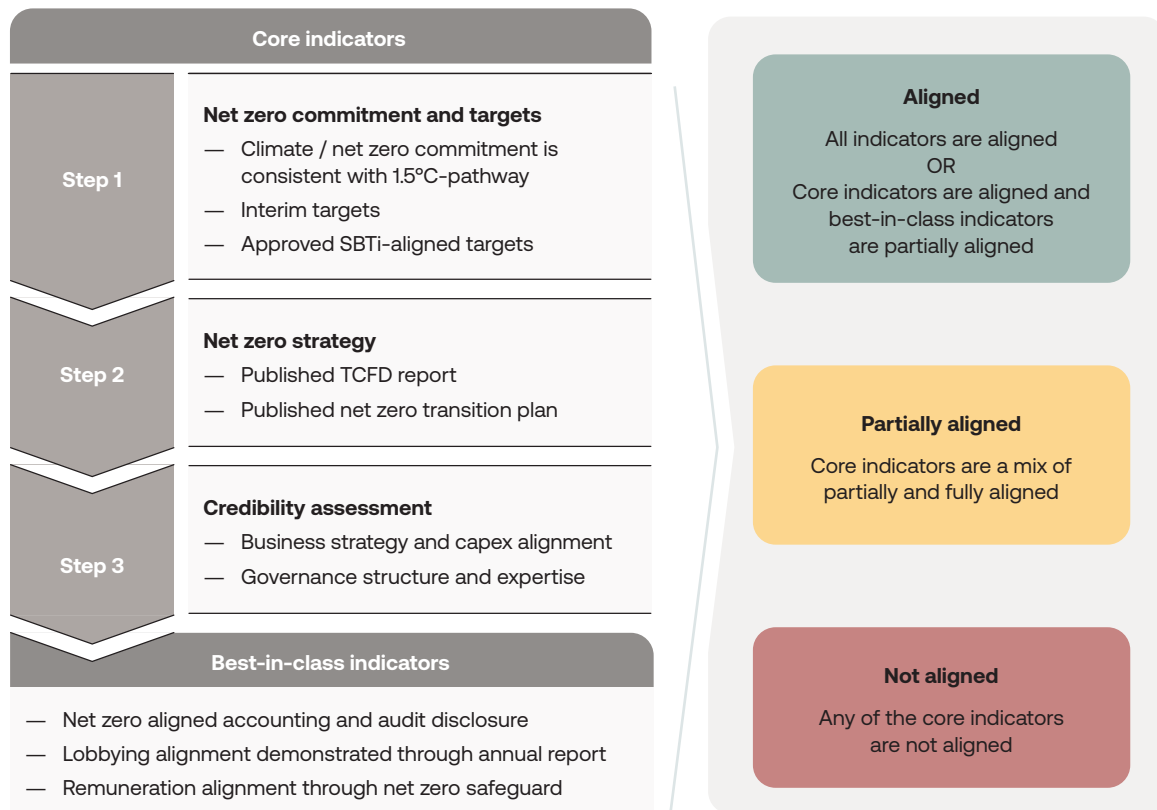 Core indicators
Step 1
Net zero commitment and targets
— Climate / net zero commitment is
consistent with 1.5°C-pathway
— Interim targets
— Approved SBTi-aligned targets
Step 2
Net zero strategy
— Published TCFD report
— Published net zero transition plan
Step 3
Credibility assessment
— Business strategy and capex alignment
— Governance structure and expertise
Best-in-class indicators
— Net zero aligned accounting and audit disclosure
— Lobbying alignment demonstrated through annual report
— Remuneration alignment through net zero safeguard
Aligned
All indicators are aligned
OR
Core indicators are aligned and
best-in-class indicators
are partially aligned
Partially aligned
Core indicators are a mix of
partially and fully aligned
Not aligned
Any of the core indicators
are not aligned